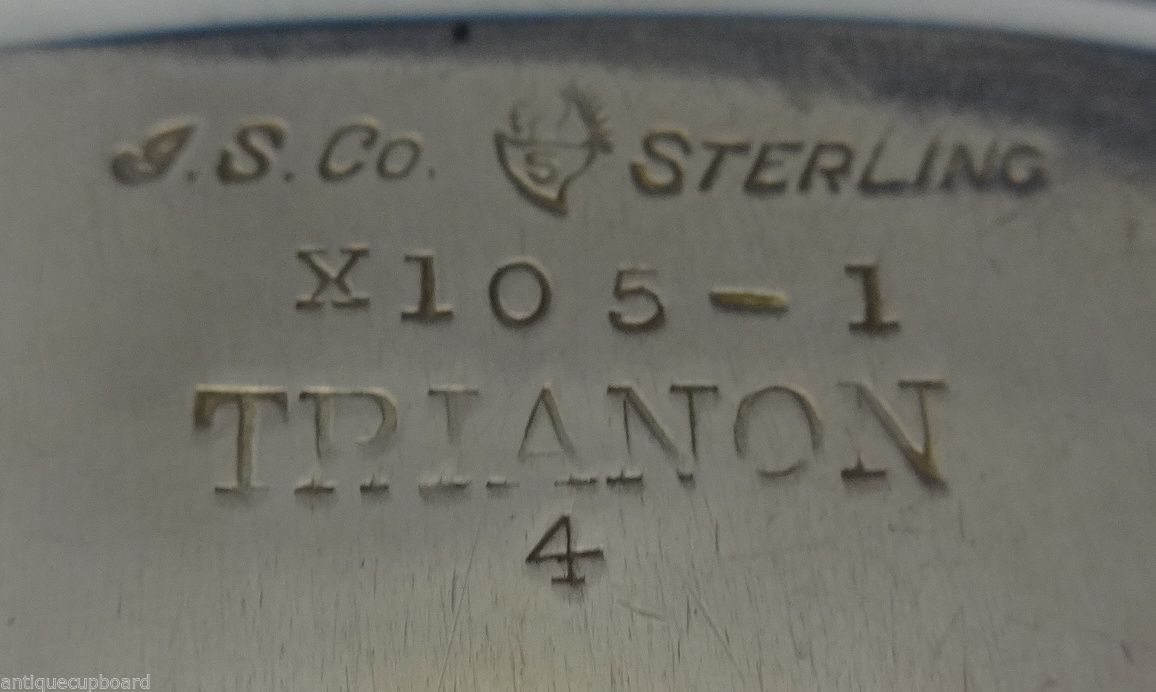 I.S.Co. S STERLING
X105-1
TRIANON
4
antiquecupboard